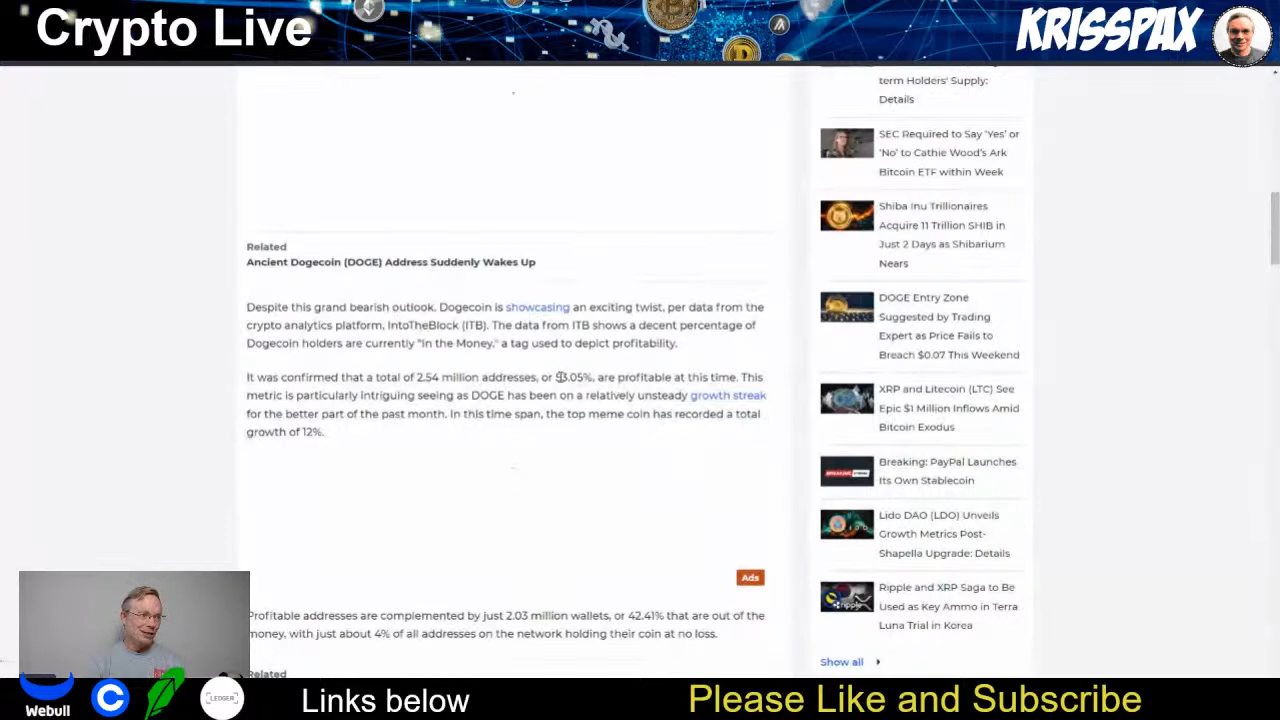 Crypto Live
KRISSPAX
term Holders' Supply:
Details
SEC Required to Say 'Yes' or
'No' to Cathie Wood's Ark
Bitcoin ETF within Week
Shiba Inu Trillionaires
Acquire 11 Trillion SHIB in
Just 2 Days as Shibarium
Nears
DOGE Entry Zone
Suggested by Trading
Expert as Price Fails to
Breach $0.07 This Weekend
XRP and Litecoin (LTC) See
Epic $1 Million Inflows Amid
Bitcoin Exodus
Breaking: PayPal Launches
Its Own Stablecoin
Lido DAO (LDO) Unveils
Growth Metrics Post-
Shapella Upgrade: Details
Ripple and XRP Saga to Be
Used as Key Ammo in Terra
Luna Trial in Korea
Show all
Related
Ancient Dogecoin (DOGE) Address Suddenly Wakes Up
Despite this grand bearish outlook, Dogecoin is showcasing an exciting twist, per data from the
crypto analytics platform, IntoTheBlock (ITB). The data from ITB shows a decent percentage of
Dogecoin holders are currently "In the Money," a tag used to depict profitability.
It was confirmed that a total of 2.54 million addresses, or 53.05%, are profitable at this time. This
metric is particularly intriguing seeing as DOGE has been on a relatively unsteady growth streak
for the better part of the past month. In this time span, the top meme coin has recorded a total
growth of 12%.
Ads
Profitable addresses are complemented by just 2.03 million wallets, or 42.41% that are out of the
money, with just about 4% of all addresses on the network holding their coin at no loss.
Related
Webull
LEDGER
Links below
Please Like and Subscribe